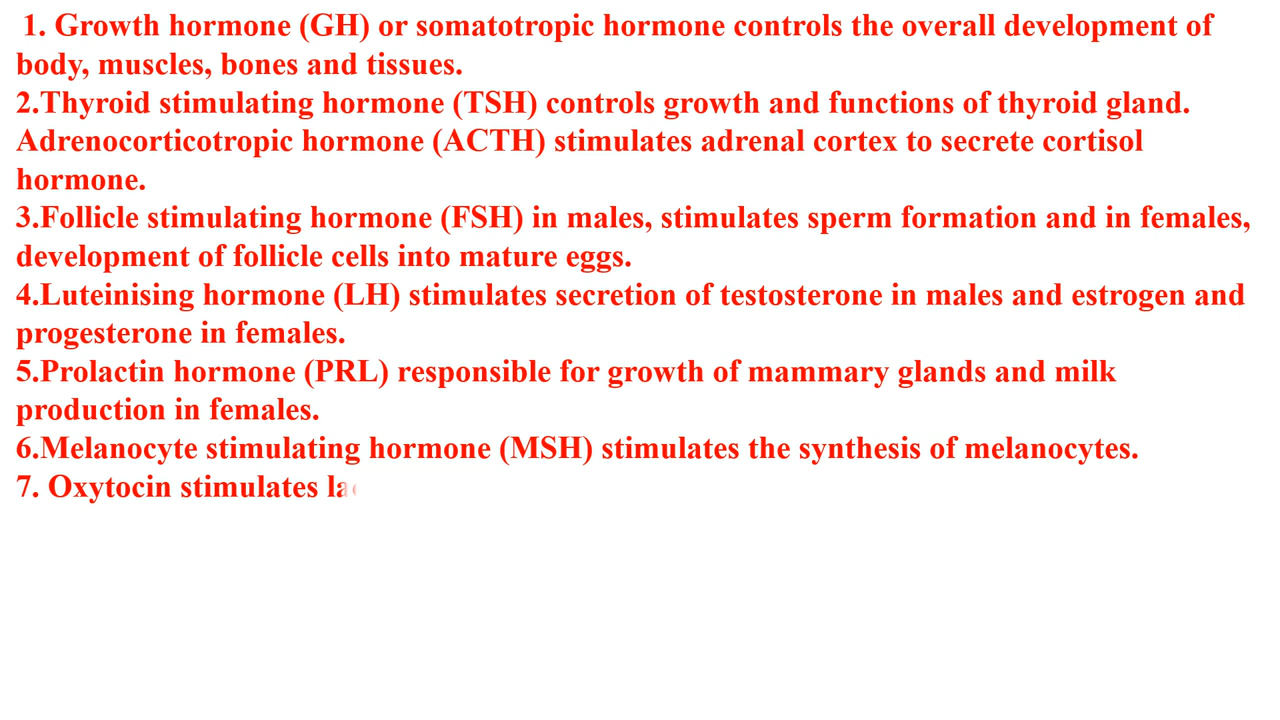 1. Growth hormone (GH) or somatotropic hormone controls the overall development of
body, muscles, bones and tissues.
2.Thyroid stimulating hormone (TSH) controls growth and functions of thyroid gland.
Adrenocorticotropic hormone (ACTH) stimulates adrenal cortex to secrete cortisol
hormone.
3.Follicle stimulating hormone (FSH) in males, stimulates sperm formation and in females,
development of follicle cells into mature eggs.
4.Luteinising hormone (LH) stimulates secretion of testosterone in males and estrogen and
progesterone in females.
5.Prolactin hormone (PRL) responsible for growth of mammary glands and milk
production in females.
6.Melanocyte stimulating hormone (MSH) stimulates the synthesis of melanocytes.
7. Oxytocin stimulates